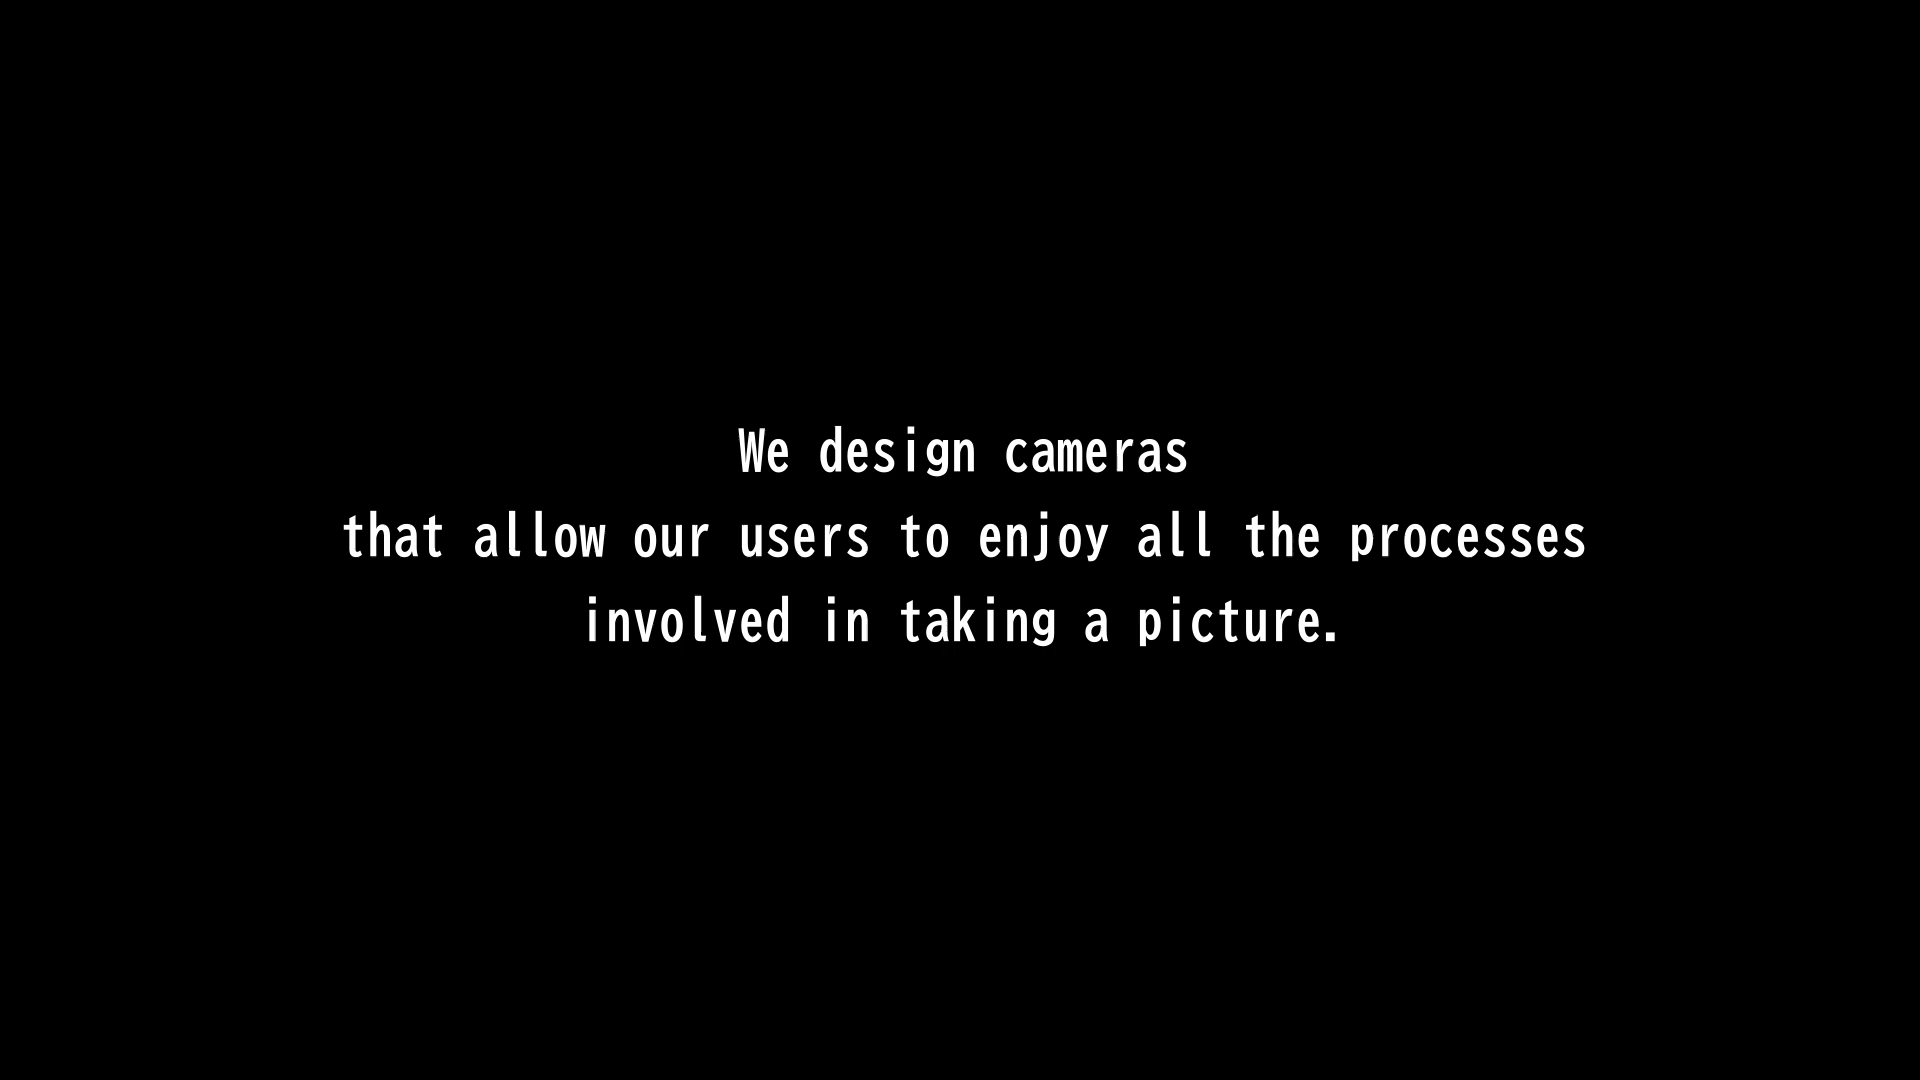 We design cameras
that allow our users to enjoy all the processes
involved in taking a picture.